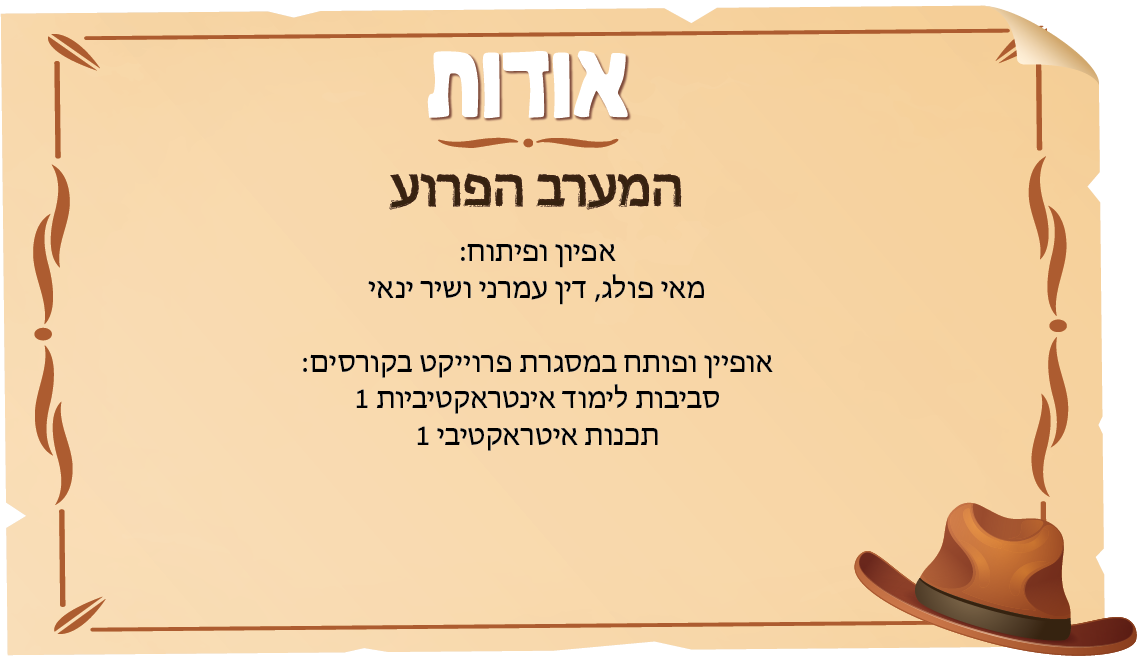 אודות
המערב הפרוע
אפיון ופיתוח:
מאי פולג, דין עמרני ושיר ינאי
אופיין ופותח במסגרת פרוייקט בקורסים:
סביבות לימוד אינטראקטיביות 1
תכנות איטראקטיבי 1